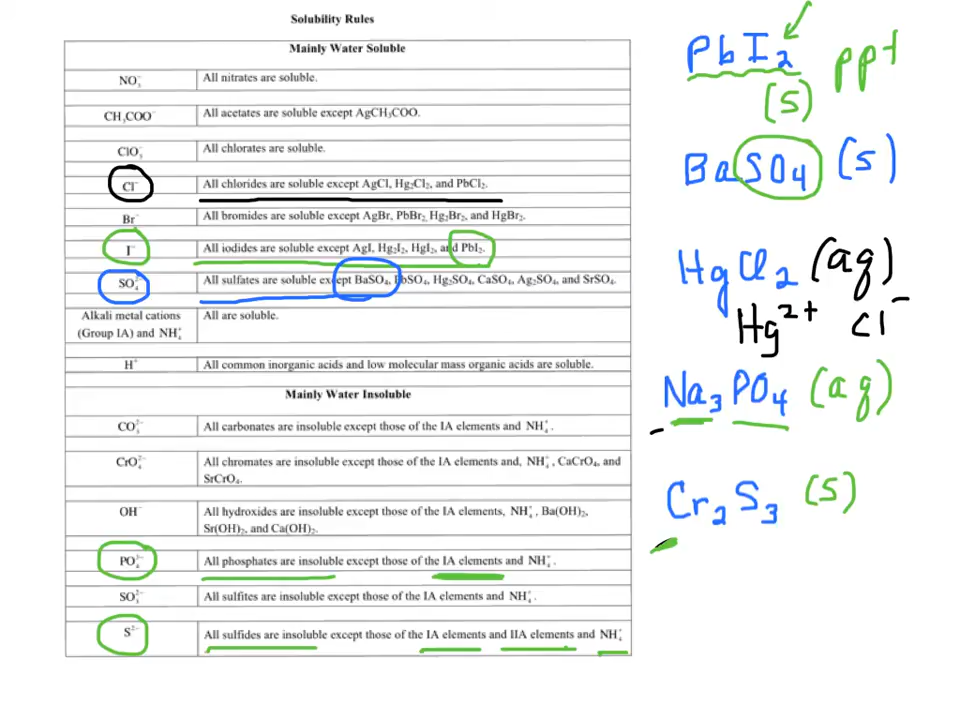 Solubility Rules
Mainly Water Soluble
NO₃⁻ All nitrates are soluble.
CH₃COO⁻ All acetates are soluble except AgCH₃COO.
ClO₃⁻ All chlorates are soluble.
Cl⁻ All chlorides are soluble except AgCl, Hg₂Cl₂, and PbCl₂.
Br⁻ All bromides are soluble except AgBr, PbBr₂, Hg₂Br₂, and HgBr₂.
I⁻ All iodides are soluble except AgI, Hg₂I₂, HgI₂, and PbI₂.
SO₄²⁻ All sulfates are soluble except BaSO₄, PbSO₄, Hg₂SO₄, CaSO₄, Ag₂SO₄, and SrSO₄.
Alkali metal cations All are soluble.
(Group IA) and NH₄⁺
H⁺ All common inorganic acids and low molecular mass organic acids are soluble.
Mainly Water Insoluble
CO₃²⁻ All carbonates are insoluble except those of the IA elements and NH₄⁺.
CrO₄²⁻ All chromates are insoluble except those of the IA elements and, NH₄⁺, CaCrO₄, and
SrCrO₄.
OH⁻ All hydroxides are insoluble except those of the IA elements, NH₄⁺, Ba(OH)₂,
Sr(OH)₂, and Ca(OH)₂.
PO₄³⁻ All phosphates are insoluble except those of the IA elements and NH₄⁺.
SO₃²⁻ All sulfites are insoluble except those of the IA elements and NH₄⁺.
S²⁻ All sulfides are insoluble except those of the IA elements and IIA elements and NH₄⁺
PbI₂ ppt
(s)
BaSO₄ (s)
HgCl₂ (aq)
Hg²⁺ Cl⁻
Na₃PO₄ (aq)
Cr₂S₃ (s)